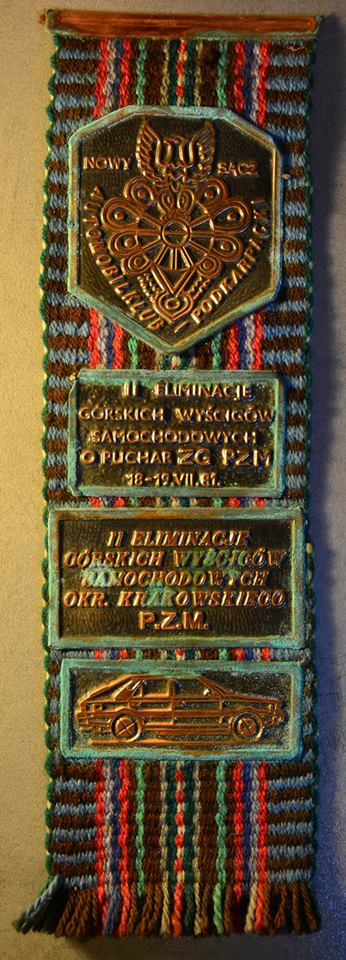 NOWY SĄCZ
AUTOMOBILKLUB - PODKARPACKI
II ELIMINACJE
GÓRSKICH WYŚCIGÓW
SAMOCHODOWYCH
O PUCHAR ZG PZM
18-19.VII.81.
II ELIMINACJE
GÓRSKICH WYŚCIGÓW
SAMOCHODOWYCH
OKR. KRAKOWSKIEGO
P.Z.M.